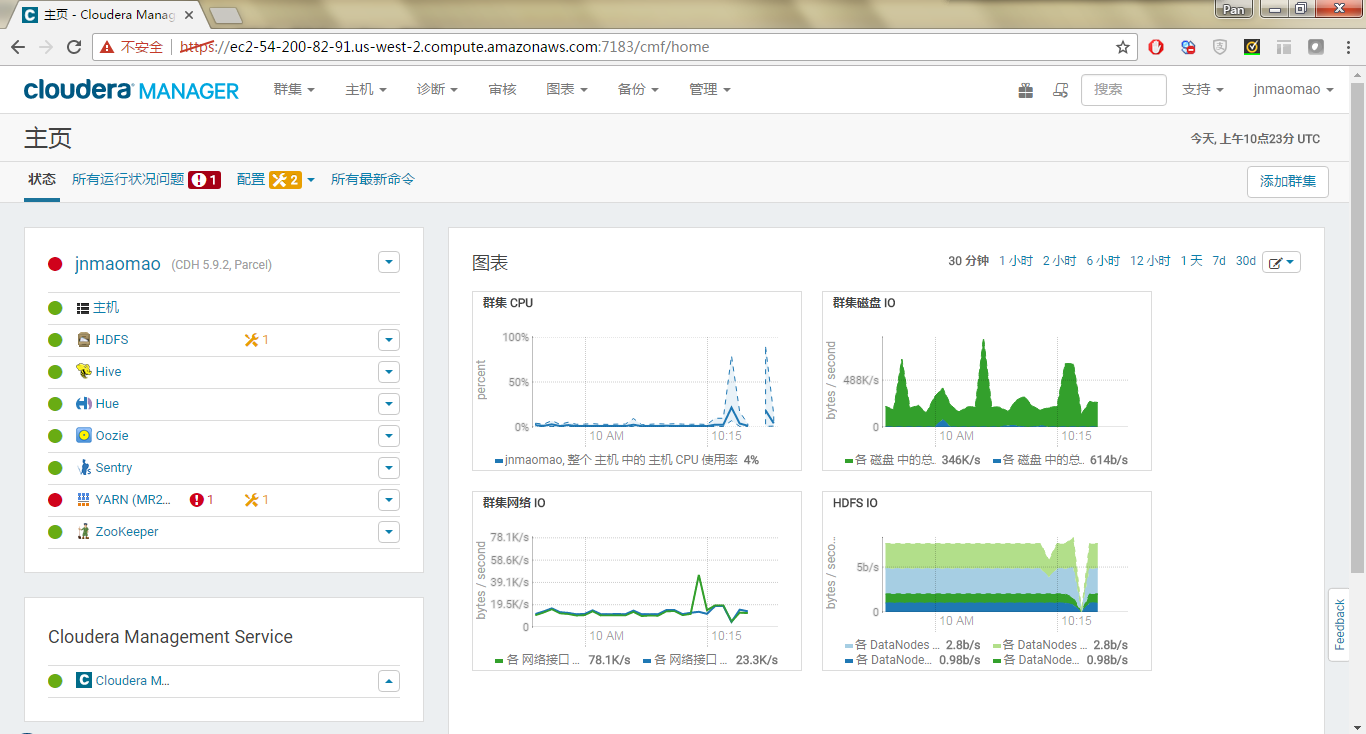 主页 - Cloudera Manag
Pan
不安全 https://ec2-54-200-82-91.us-west-2.compute.amazonaws.com:7183/cmf/home
cloudera MANAGER 群集 主机 诊断 审核 图表 备份 管理 搜索 支持 jnmaomao
主页
今天, 上午10点23分 UTC
状态 所有运行状况问题 1 配置 2 所有最新命令 添加群集
jnmaomao (CDH 5.9.2, Parcel)
主机
HDFS 1
Hive
Hue
Oozie
Sentry
YARN (MR2... 1 1
ZooKeeper
Cloudera Management Service
Cloudera M...
图表
30 分钟 1 小时 2 小时 6 小时 12 小时 1 天 7d 30d
群集 CPU
percent
100%
50%
0%
10 AM 10:15
jnmaomao, 整个 主机 中的 主机 CPU 使用率 4%
群集磁盘 IO
bytes / second
488K/s
0
10 AM 10:15
各 磁盘 中的总.. 346K/s 各 磁盘 中的总.. 614b/s
群集网络 IO
bytes / second
78.1K/s
58.6K/s
39.1K/s
19.5K/s
0
10 AM 10:15
各 网络接口 ... 78.1K/s 各 网络接口 ... 23.3K/s
HDFS IO
bytes / seco...
5b/s
0
10 AM 10:15
各 DataNodes ... 2.8b/s 各 DataNodes ... 2.8b/s
各 DataNode... 0.98b/s 各 DataNode... 0.98b/s
Feedback